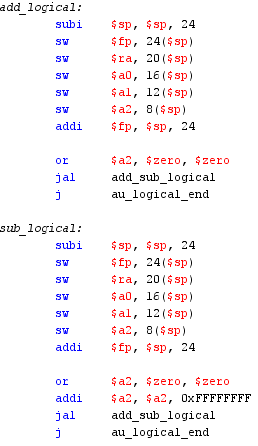 add_logical:
subi $sp, $sp, 24
sw $fp, 24($sp)
sw $ra, 20($sp)
sw $a0, 16($sp)
sw $a1, 12($sp)
sw $a2, 8($sp)
addi $fp, $sp, 24
or $a2, $zero, $zero
jal add_sub_logical
j au_logical_end
sub_logical:
subi $sp, $sp, 24
sw $fp, 24($sp)
sw $ra, 20($sp)
sw $a0, 16($sp)
sw $a1, 12($sp)
sw $a2, 8($sp)
addi $fp, $sp, 24
or $a2, $zero, $zero
addi $a2, $a2, 0xFFFFFFFF
jal add_sub_logical
j au_logical_end